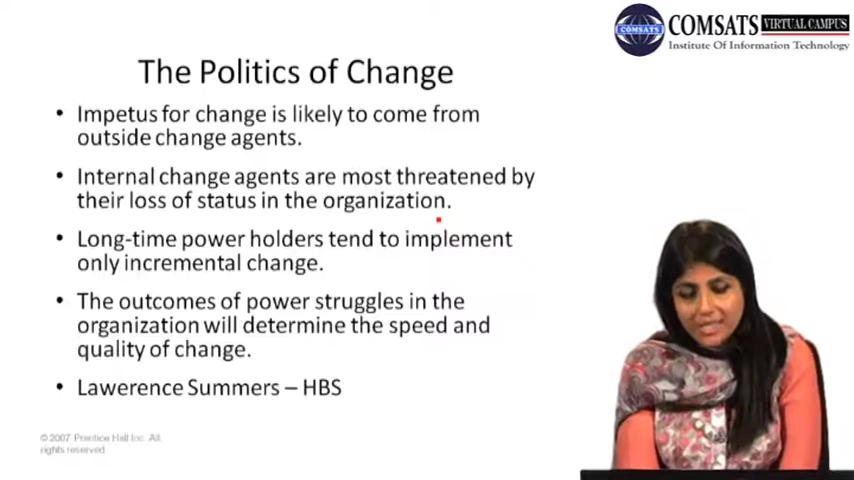 COMSATS VIRTUAL CAMPUS
COMSATS
Institute Of Information Technology
The Politics of Change
• Impetus for change is likely to come from
outside change agents.
• Internal change agents are most threatened by
their loss of status in the organization.
• Long-time power holders tend to implement
only incremental change.
• The outcomes of power struggles in the
organization will determine the speed and
quality of change.
• Lawerence Summers – HBS
© 2007 Prentice Hall Inc. All
rights reserved